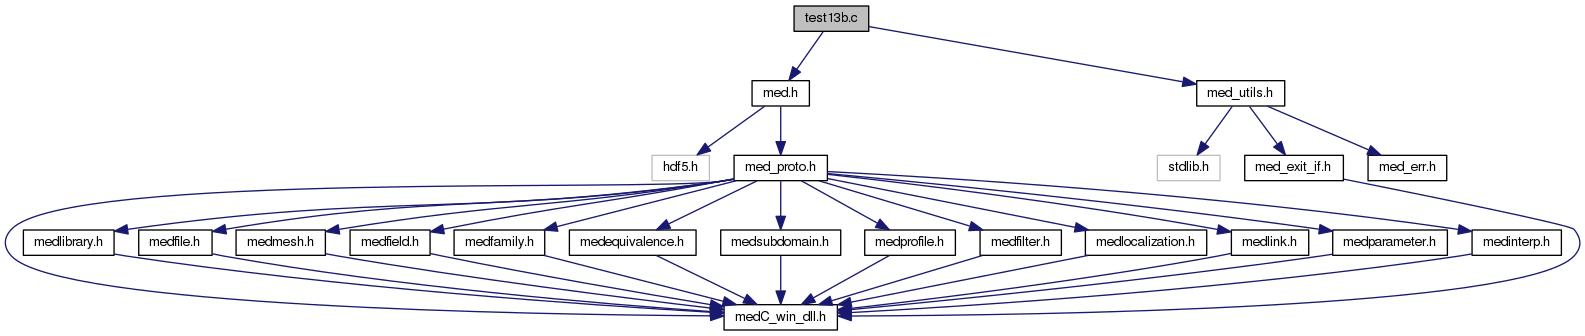 test13b.c
med.h
med_utils.h
hdf5.h
med_proto.h
stdlib.h
med_exit_if.h
med_err.h
medlibrary.h
medfile.h
medmesh.h
medfield.h
medfamily.h
medequivalence.h
medsubdomain.h
medprofile.h
medfilter.h
medlocalization.h
medlink.h
medparameter.h
medinterp.h
medC_win_dll.h